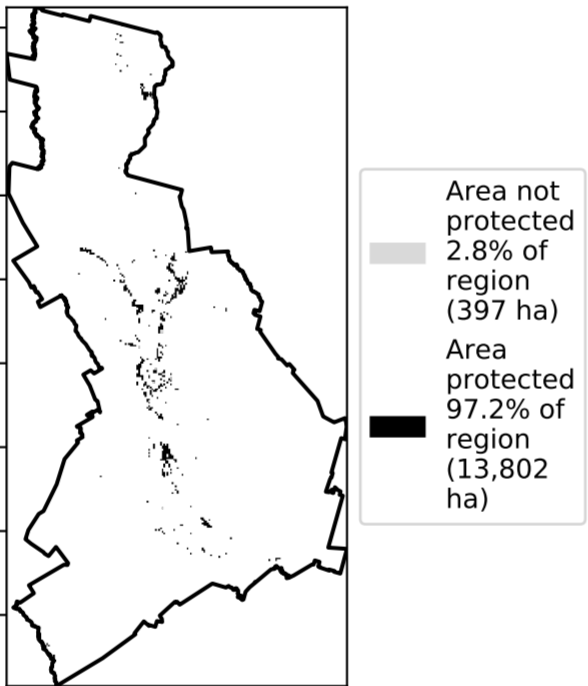 Area not
protected
2.8% of
region
(397 ha)
Area
protected
97.2% of
region
(13,802
ha)